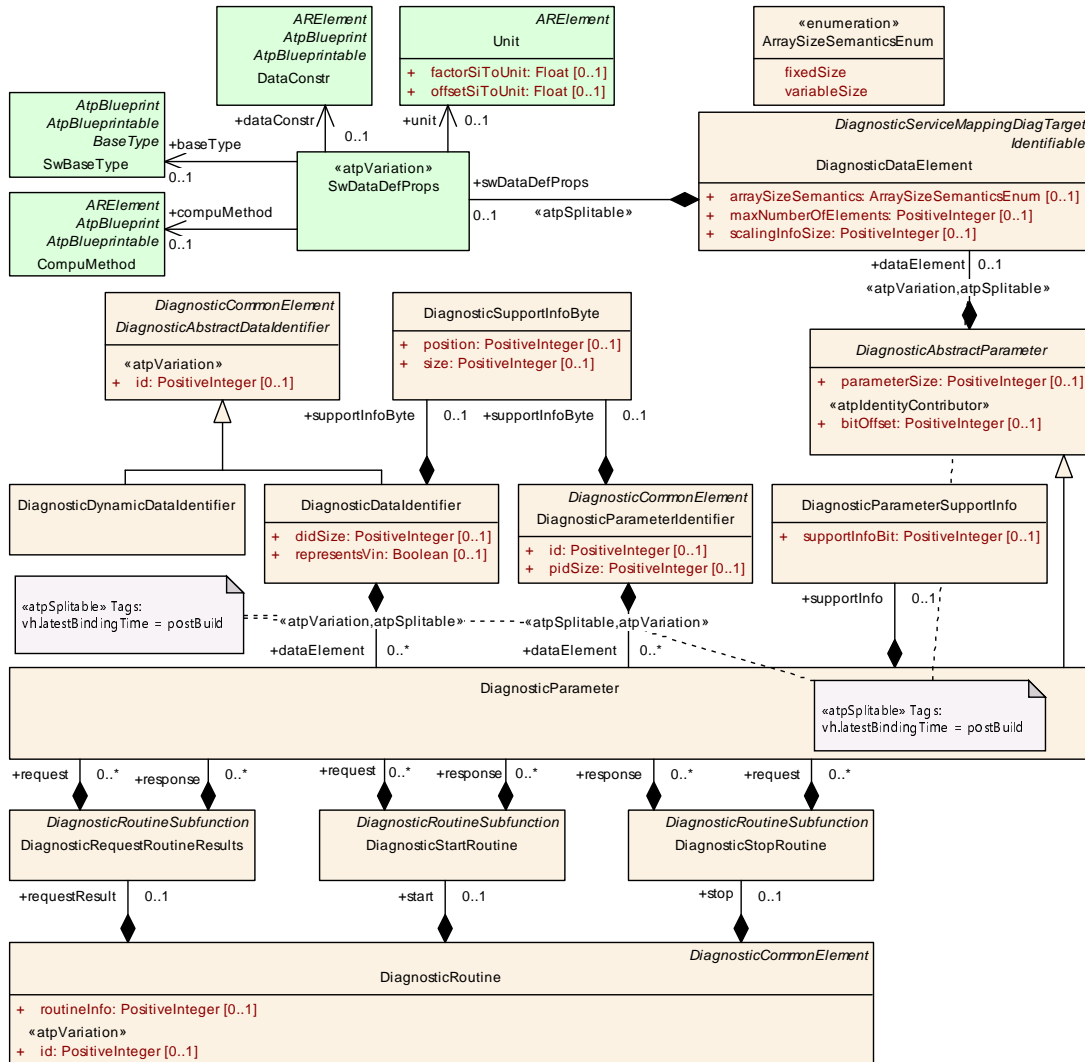 ARElement
AtpBlueprint
AtpBlueprintable
DataConstr
ARElement
Unit
+ factorSiToUnit: Float [0..1]
+ offsetSiToUnit: Float [0..1]
«enumeration»
ArraySizeSemanticsEnum
fixedSize
variableSize
AtpBlueprint
AtpBlueprintable
BaseType
SwBaseType
+dataConstr
0..1
+unit
0..1
+baseType
0..1
«atpVariation»
SwDataDefProps
+swDataDefProps
0..1
«atpSplitable»
DiagnosticServiceMappingDiagTarget
Identifiable
DiagnosticDataElement
+ arraySizeSemantics: ArraySizeSemanticsEnum [0..1]
+ maxNumberOfElements: PositiveInteger [0..1]
+ scalingInfoSize: PositiveInteger [0..1]
ARElement
AtpBlueprint
AtpBlueprintable
CompuMethod
+compuMethod
0..1
+dataElement
0..1
«atpVariation,atpSplitable»
DiagnosticCommonElement
DiagnosticAbstractDataIdentifier
«atpVariation»
+ id: PositiveInteger [0..1]
DiagnosticSupportInfoByte
+ position: PositiveInteger [0..1]
+ size: PositiveInteger [0..1]
DiagnosticAbstractParameter
+ parameterSize: PositiveInteger [0..1]
«atpIdentityContributor»
+ bitOffset: PositiveInteger [0..1]
+supportInfoByte
0..1
+supportInfoByte
0..1
DiagnosticDynamicDataIdentifier
DiagnosticDataIdentifier
+ didSize: PositiveInteger [0..1]
+ representsVin: Boolean [0..1]
DiagnosticCommonElement
DiagnosticParameterIdentifier
+ id: PositiveInteger [0..1]
+ pidSize: PositiveInteger [0..1]
DiagnosticParameterSupportInfo
+ supportInfoBit: PositiveInteger [0..1]
«atpSplitable» Tags:
vh.latestBindingTime = postBuild
«atpVariation,atpSplitable»
+dataElement
0..*
«atpSplitable,atpVariation»
+dataElement
0..*
+supportInfo
0..1
DiagnosticParameter
«atpSplitable» Tags:
vh.latestBindingTime = postBuild
+request
0..*
+response
0..*
+request
0..*
+response
0..*
+response
0..*
+request
0..*
DiagnosticRoutineSubfunction
DiagnosticRequestRoutineResults
DiagnosticRoutineSubfunction
DiagnosticStartRoutine
DiagnosticRoutineSubfunction
DiagnosticStopRoutine
+requestResult
0..1
+start
0..1
+stop
0..1
DiagnosticCommonElement
DiagnosticRoutine
+ routineInfo: PositiveInteger [0..1]
«atpVariation»
+ id: PositiveInteger [0..1]